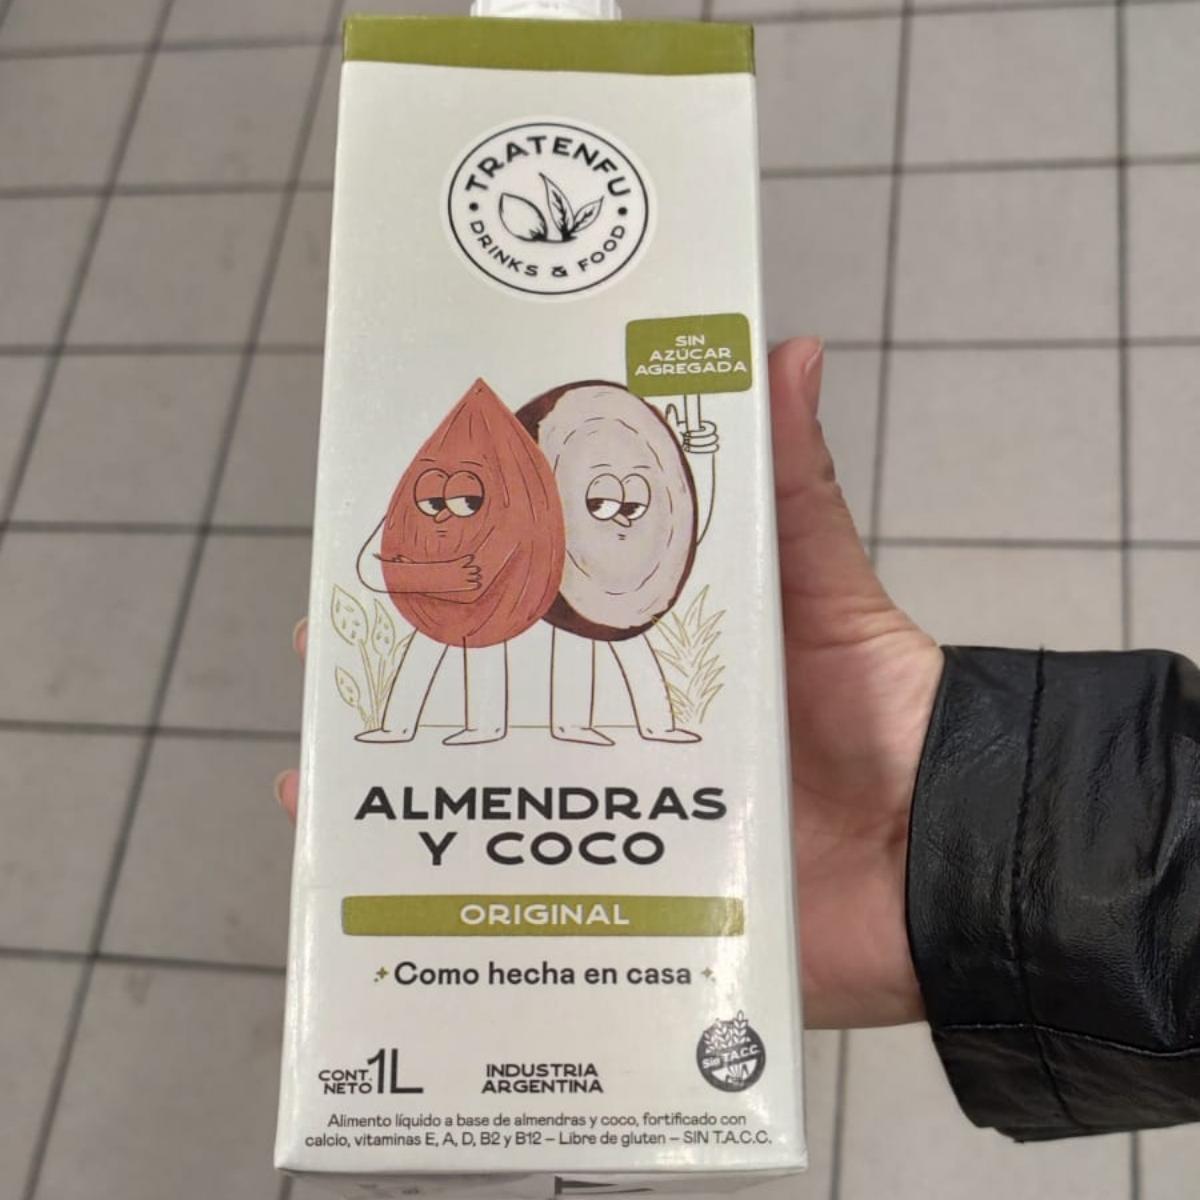 TRATENFU
DRINKS & FOOD
SIN
AZÚCAR
AGREGADA
ALMENDRAS
Y COCO
ORIGINAL
Como hecha en casa
CONT.
NETO 1L
INDUSTRIA
ARGENTINA
Sin T.A.C.C.
Alimento líquido a base de almendras y coco, fortificado con
calcio, vitaminas E, A, D, B2 y B12 – Libre de gluten – SIN T.A.C.C.